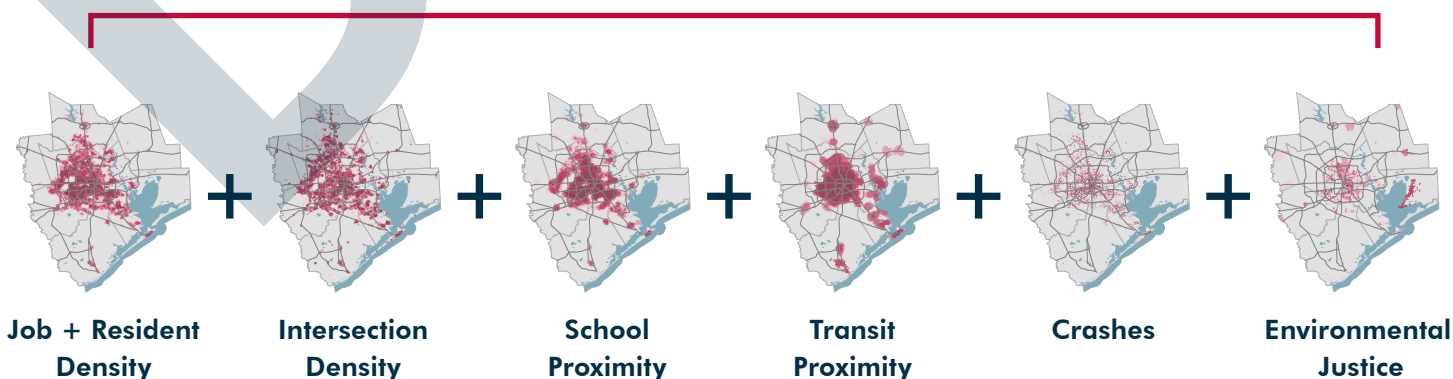 Job + Resident
Density
+
Intersection
Density
+
School
Proximity
+
Transit
Proximity
+
Crashes
+
Environmental
Justice